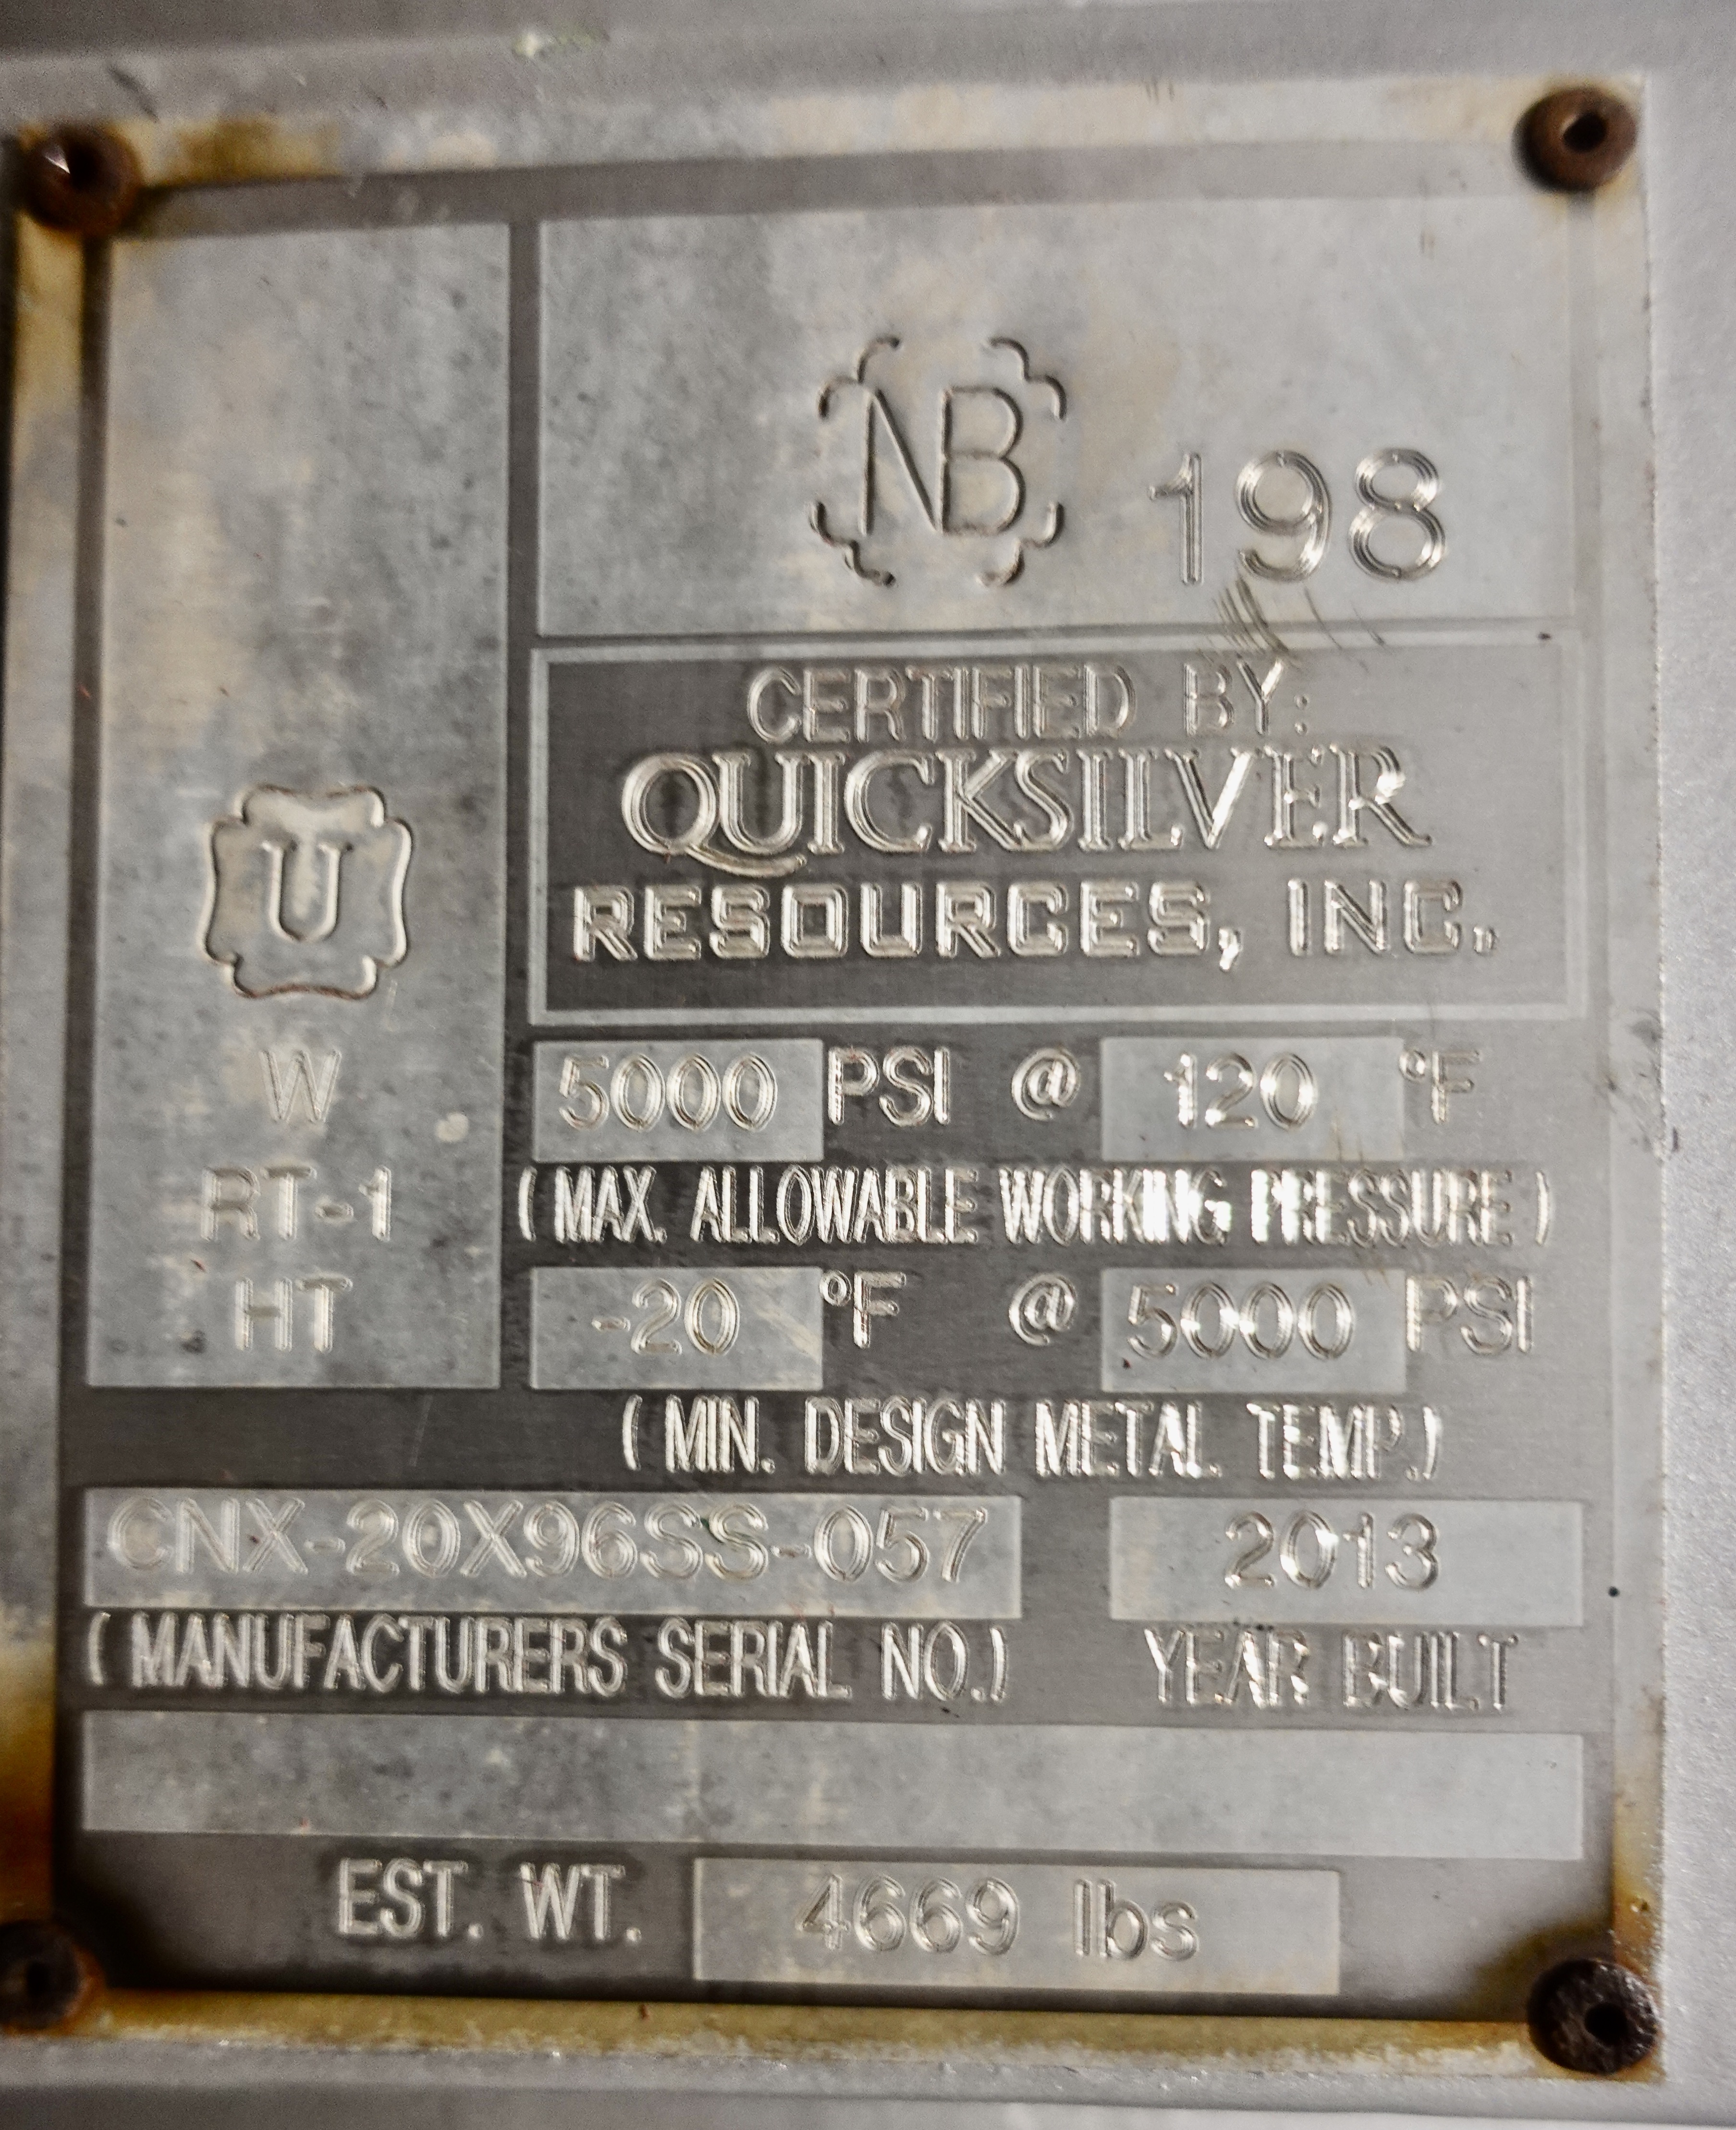 NB 198
CERTIFIED BY:
QUICKSILVER
RESOURCES, INC.
U
W
RT-1
HT
5000 PSI @ 120 °F
( MAX. ALLOWABLE WORKING PRESSURE )
-20 °F @ 5000 PSI
( MIN. DESIGN METAL TEMP.)
CNX-20X96SS-057
( MANUFACTURERS SERIAL NO.)
2013
YEAR BUILT
EST. WT. 4669 lbs